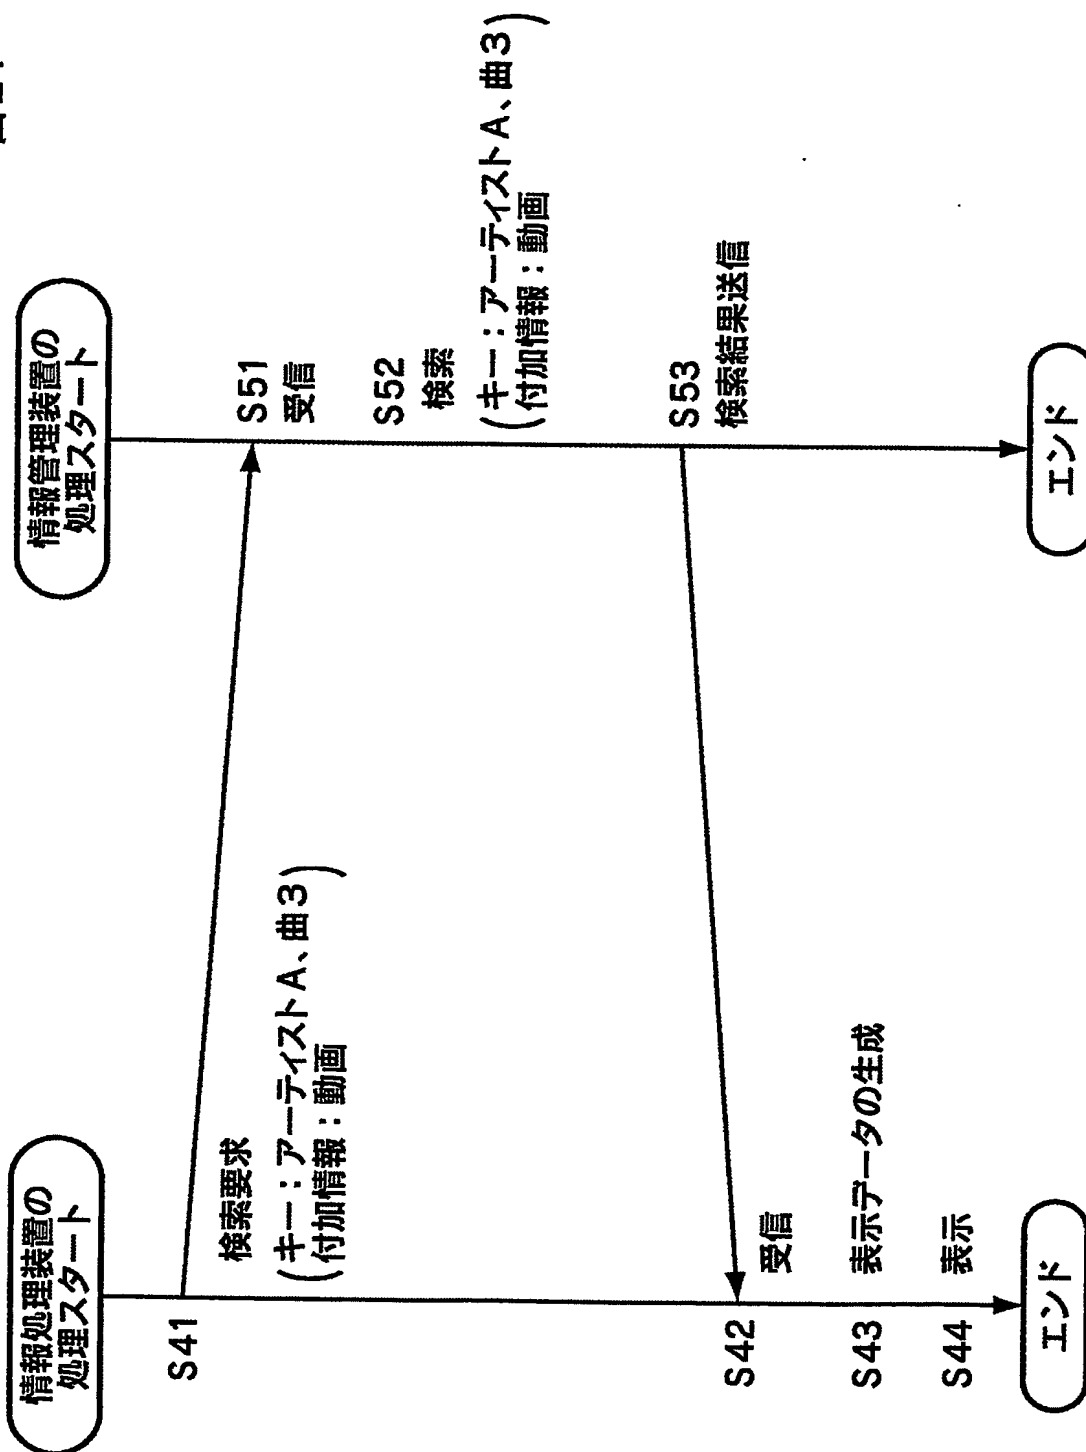 情報処理装置の
処理スタート
S41
検索要求
(キー：アーティストA、曲3)
(付加情報：動画)
S42
受信
S43
表示データの生成
S44
表示
エンド
情報管理装置の
処理スタート
S51
受信
S52
検索
(キー：アーティストA、曲3)
(付加情報：動画)
S53
検索結果送信
エンド